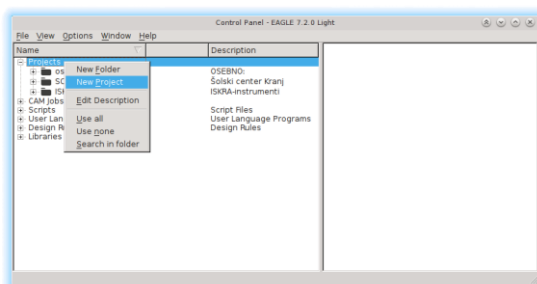 Control Panel - EAGLE 7.2.0 Light
File View Options Window Help
Name Description
Projects
New Folder
OSEBNO:
New Project
Šolski center Kranj
ISKRA-instrumenti
CAM Jobs
Edit Description
Scripts
Script Files
Use all
User Language Programs
Design
Use none
Design Rules
Libraries
Search in folder